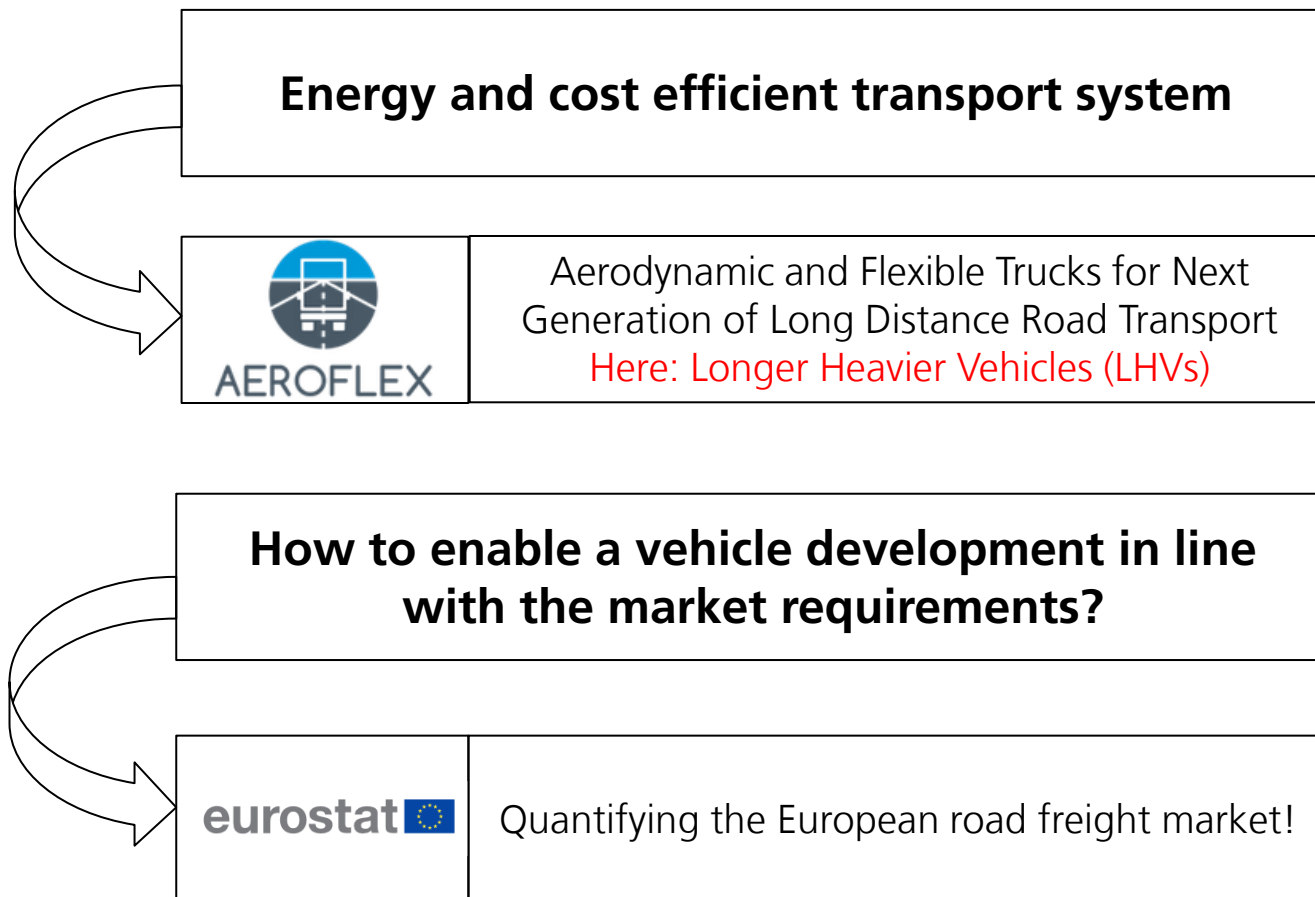 Energy and cost efficient transport system
AEROFLEX
Aerodynamic and Flexible Trucks for Next
Generation of Long Distance Road Transport
Here: Longer Heavier Vehicles (LHVs)
How to enable a vehicle development in line
with the market requirements?
eurostat
Quantifying the European road freight market!